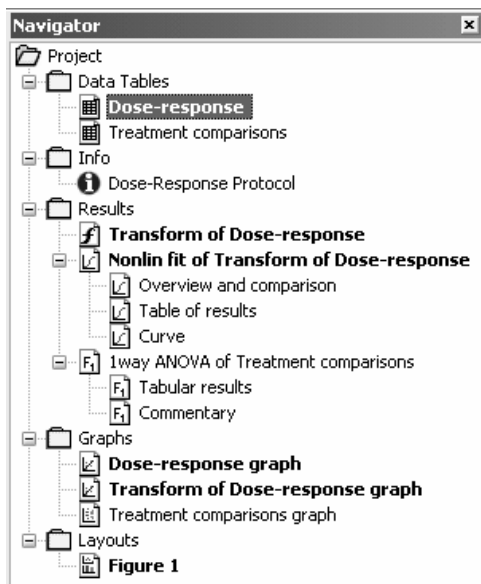 Navigator
Project
Data Tables
Dose-response
Treatment comparisons
Info
Dose-Response Protocol
Results
Transform of Dose-response
Nonlin fit of Transform of Dose-response
Overview and comparison
Table of results
Curve
1way ANOVA of Treatment comparisons
Tabular results
Commentary
Graphs
Dose-response graph
Transform of Dose-response graph
Treatment comparisons graph
Layouts
Figure 1